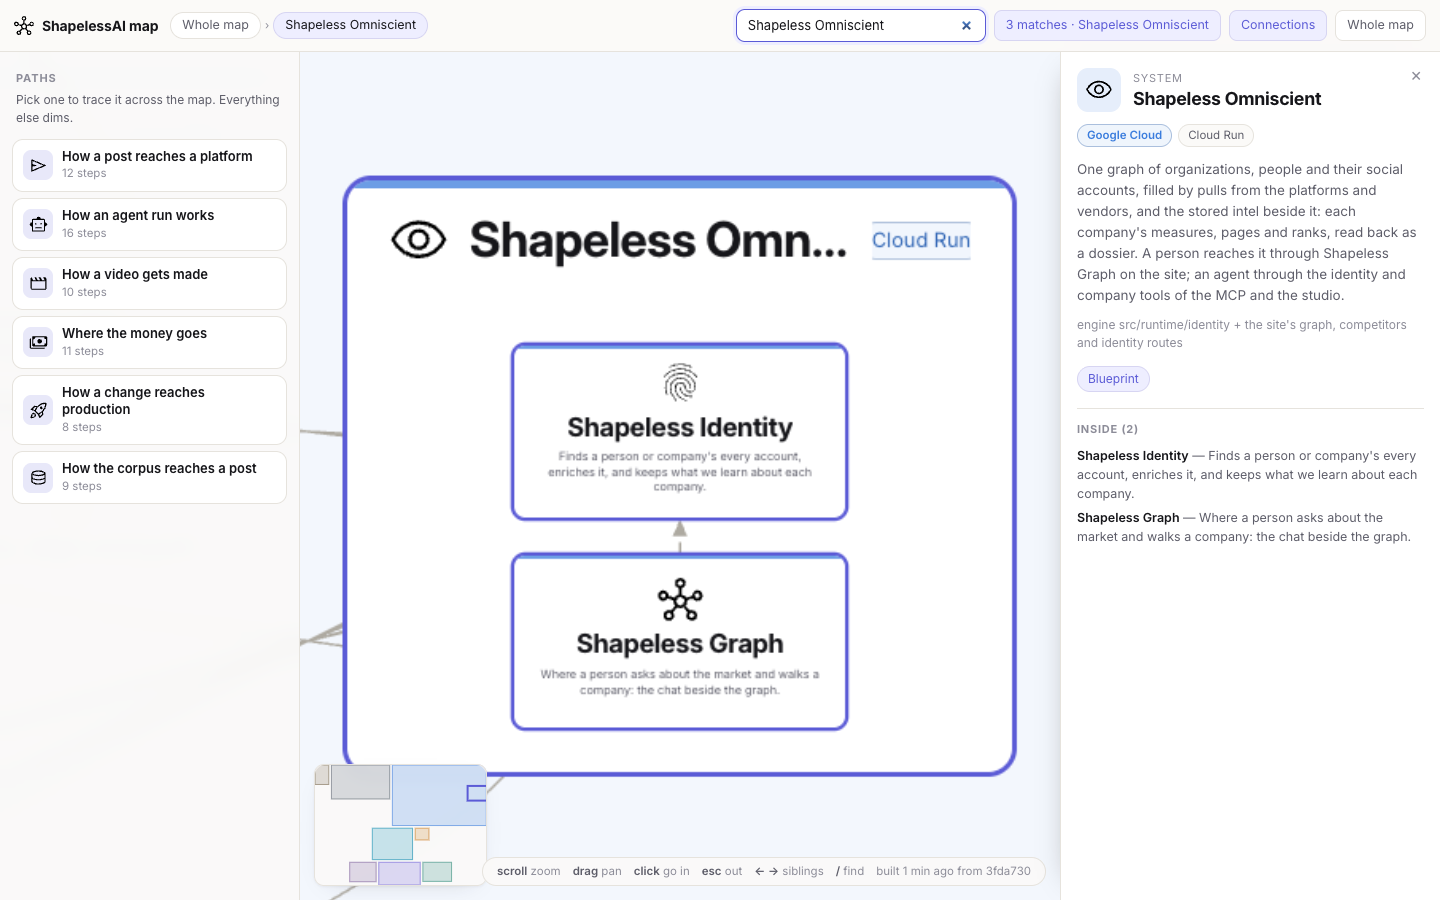 ShapelessAI map
Whole map › Shapeless Omniscient
Shapeless Omniscient ×
3 matches · Shapeless Omniscient
Connections
Whole map
PATHS
Pick one to trace it across the map. Everything
else dims.
How a post reaches a platform
12 steps
How an agent run works
16 steps
How a video gets made
10 steps
Where the money goes
11 steps
How a change reaches
production
8 steps
How the corpus reaches a post
9 steps
Shapeless Omn...
Cloud Run
Shapeless Identity
Finds a person or company's every account,
enriches it, and keeps what we learn about each
company.
Shapeless Graph
Where a person asks about the market and walks a
company: the chat beside the graph.
scroll zoom drag pan click go in esc out ← → siblings / find built 1 min ago from 3fda730
SYSTEM
Shapeless Omniscient
Google Cloud
Cloud Run
One graph of organizations, people and their social
accounts, filled by pulls from the platforms and
vendors, and the stored intel beside it: each
company's measures, pages and ranks, read back as
a dossier. A person reaches it through Shapeless
Graph on the site; an agent through the identity and
company tools of the MCP and the studio.
engine src/runtime/identity + the site's graph, competitors
and identity routes
Blueprint
INSIDE (2)
Shapeless Identity — Finds a person or company's every
account, enriches it, and keeps what we learn about each
company.
Shapeless Graph — Where a person asks about the
market and walks a company: the chat beside the graph.